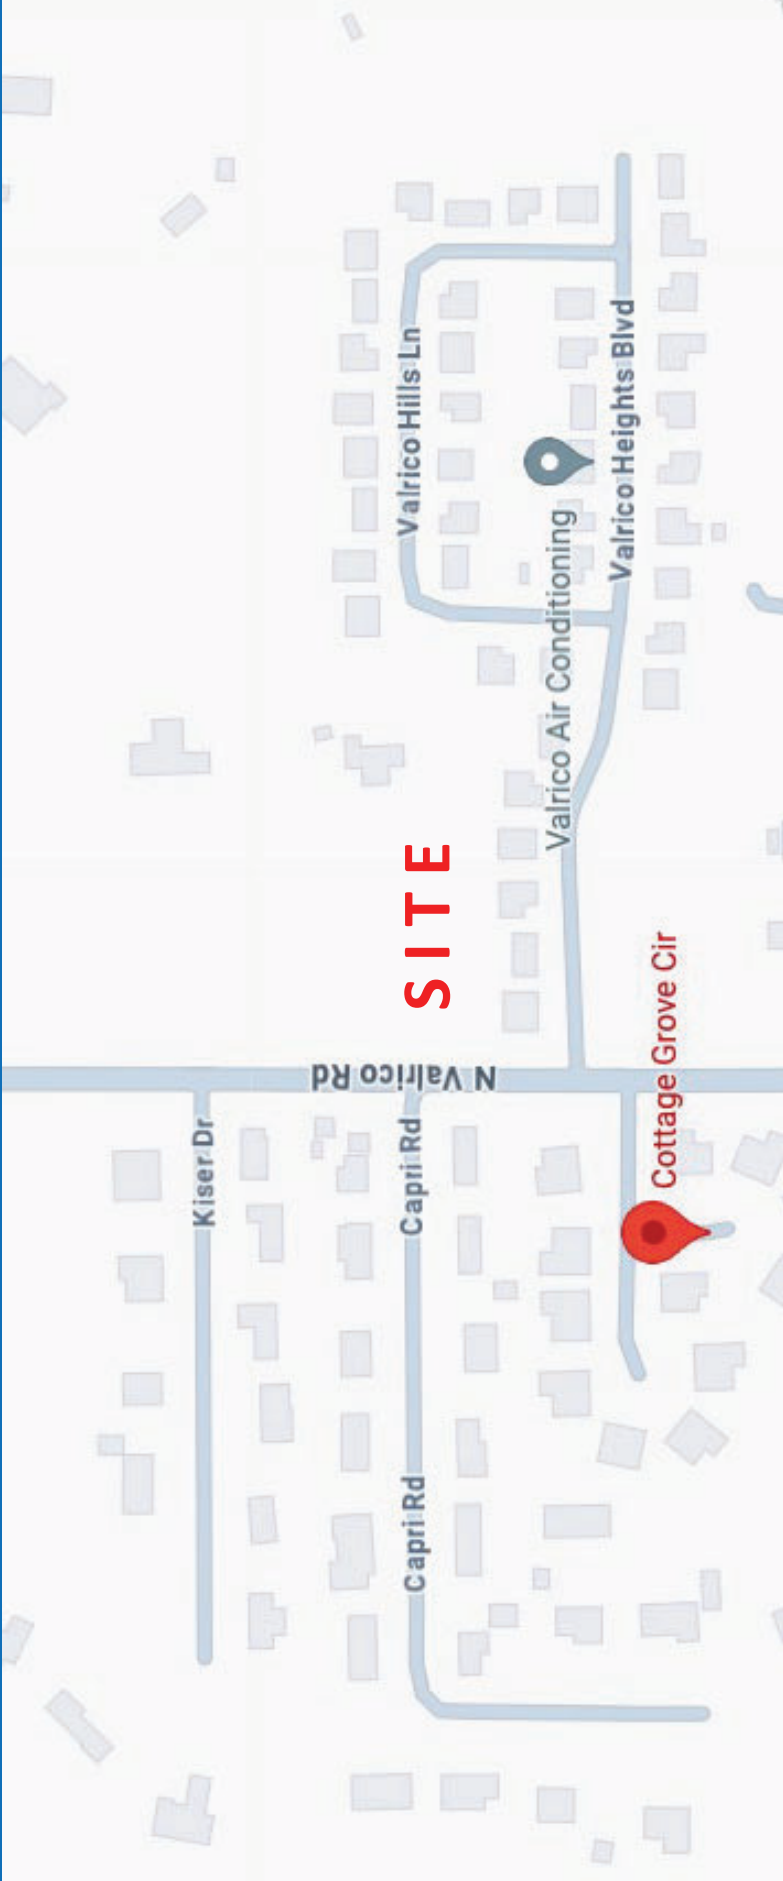 Valrico Hills Ln
Valrico Heights Blvd
Valrico Air Conditioning
SITE
N Valrico Rd
Cottage Grove Cir
Kiser Dr
Capri Rd
Capri Rd